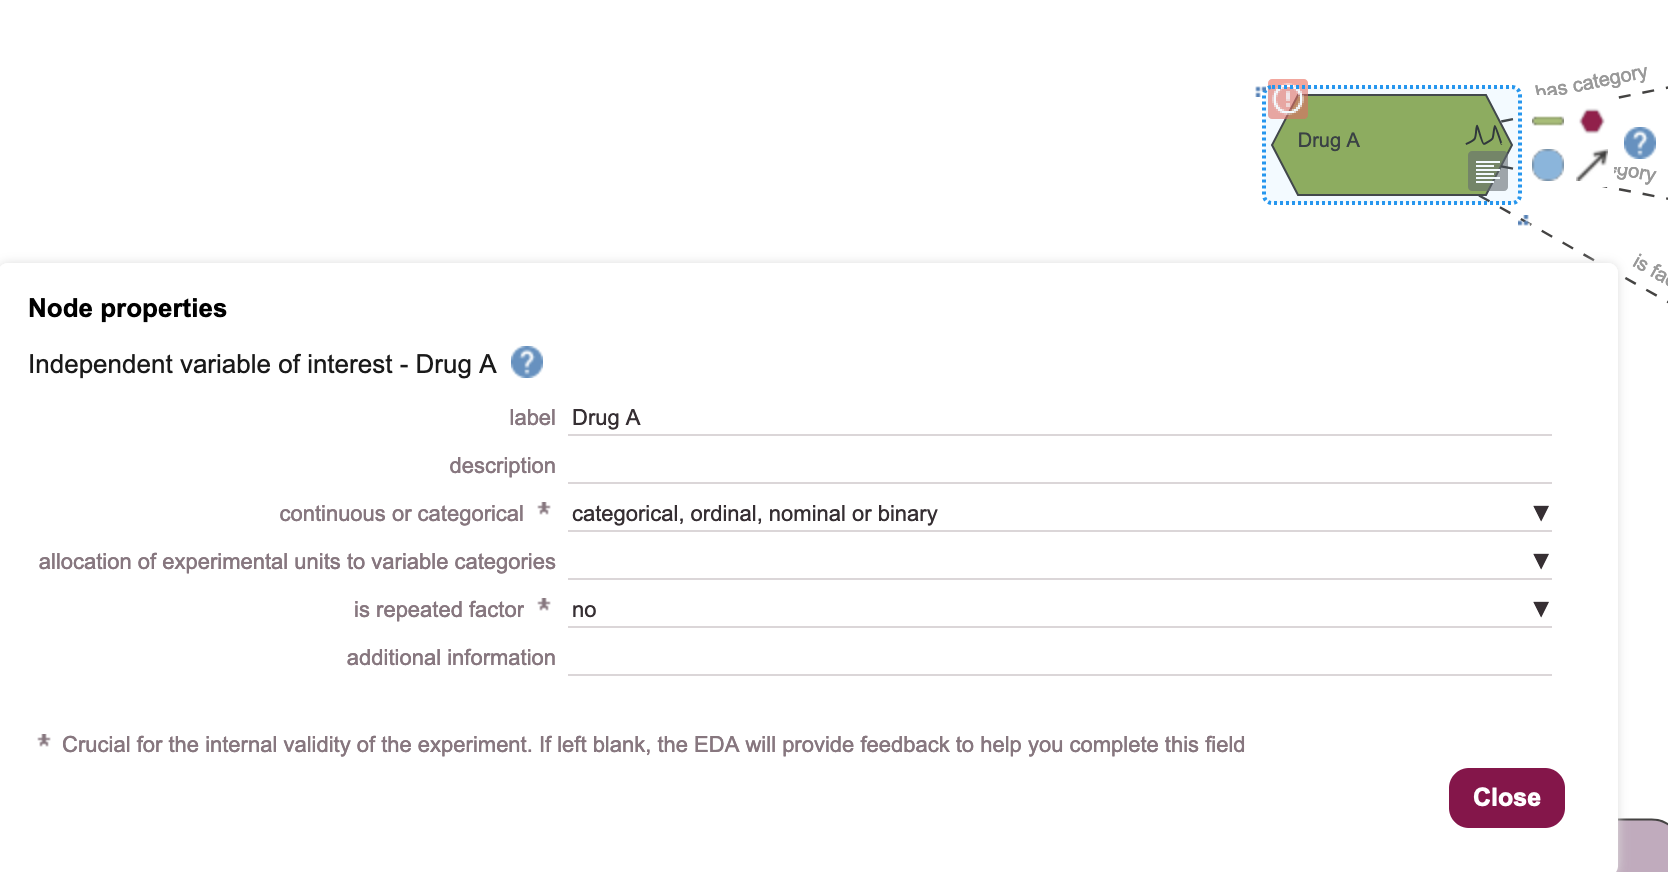 has category
Drug A
gory
is fa
Node properties
Independent variable of interest - Drug A ?
label Drug A
description
continuous or categorical * categorical, ordinal, nominal or binary ▼
allocation of experimental units to variable categories ▼
is repeated factor * no ▼
additional information
* Crucial for the internal validity of the experiment. If left blank, the EDA will provide feedback to help you complete this field
Close